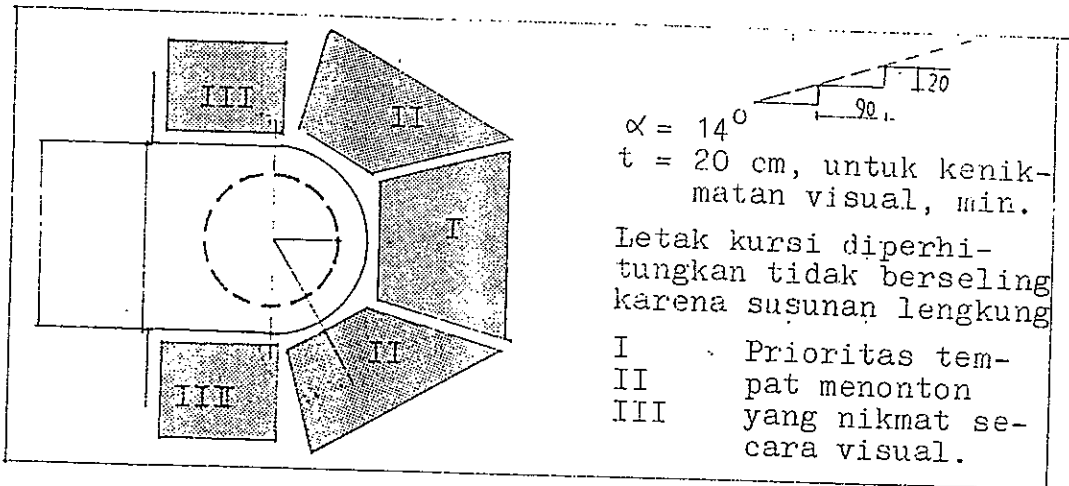 III
II
I
II
III
20
90
α = 14°
t = 20 cm, untuk kenik-
matan visual, min.
Letak kursi diperhi-
tungkan tidak berseling
karena susunan lengkung
I Prioritas tem-
II pat menonton
III yang nikmat se-
cara visual.